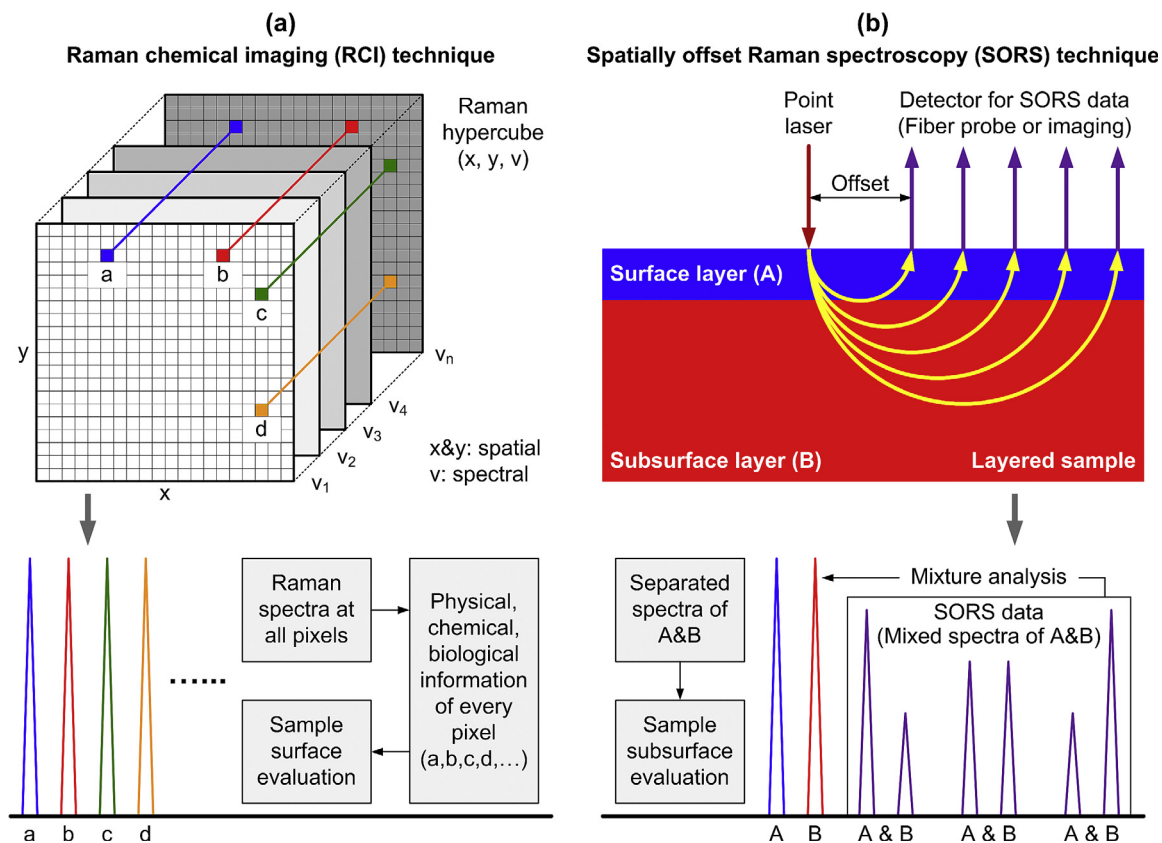 (a)
Raman chemical imaging (RCI) technique
Raman
hypercube
(x, y, v)
a
b
c
d
y
x
v1
v2
v3
v4
vn
x&y: spatial
v: spectral
Raman
spectra at
all pixels
Physical,
chemical,
biological
information
of every
pixel
(a,b,c,d,...)
Sample
surface
evaluation
......
a
b
c
d
(b)
Spatially offset Raman spectroscopy (SORS) technique
Point
laser
Detector for SORS data
(Fiber probe or imaging)
Offset
Surface layer (A)
Subsurface layer (B)
Layered sample
Separated
spectra of
A&B
Sample
subsurface
evaluation
Mixture analysis
SORS data
(Mixed spectra of A&B)
A
B
A & B
A & B
A & B